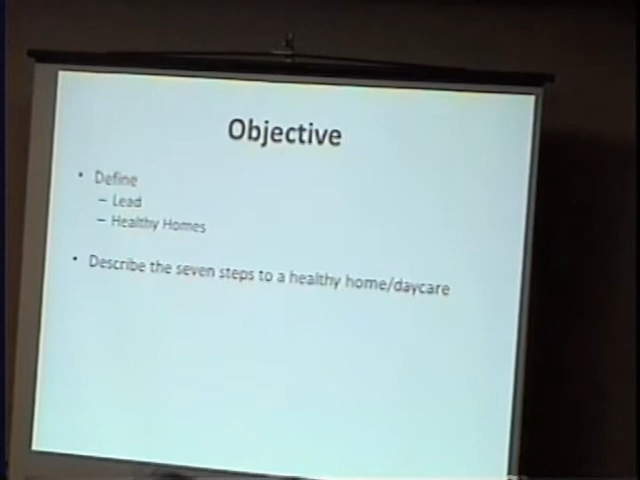 Objective
• Define
– Lead
– Healthy Homes
• Describe the seven steps to a healthy home/daycare